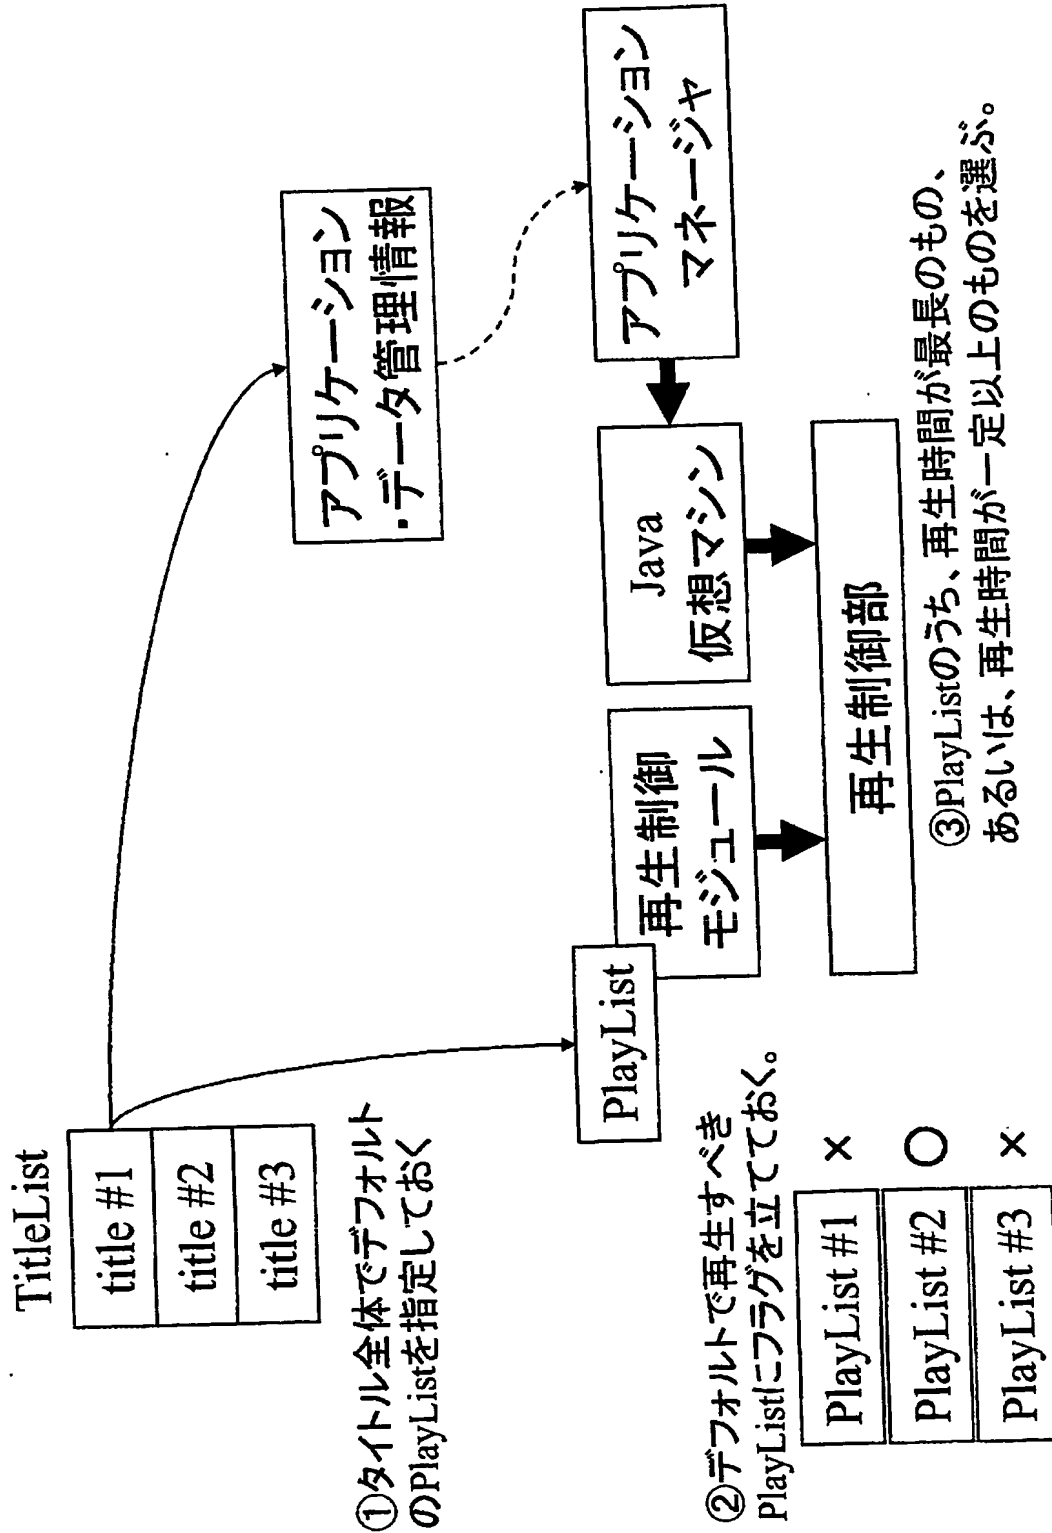 TitleList
title #1
title #2
title #3
①タイトル全体でデフォルト
のPlayListを指定しておく
アプリケーション
・データ管理情報
PlayList
再生制御
モジュール
Java
仮想マシン
アプリケーション
マネージャ
再生制御部
②デフォルトで再生すべき
PlayListにフラグを立てておく。
PlayList #1 ×
PlayList #2 ○
PlayList #3 ×
③PlayListのうち、再生時間が最長のもの、
あるいは、再生時間が一定以上のものを選ぶ。